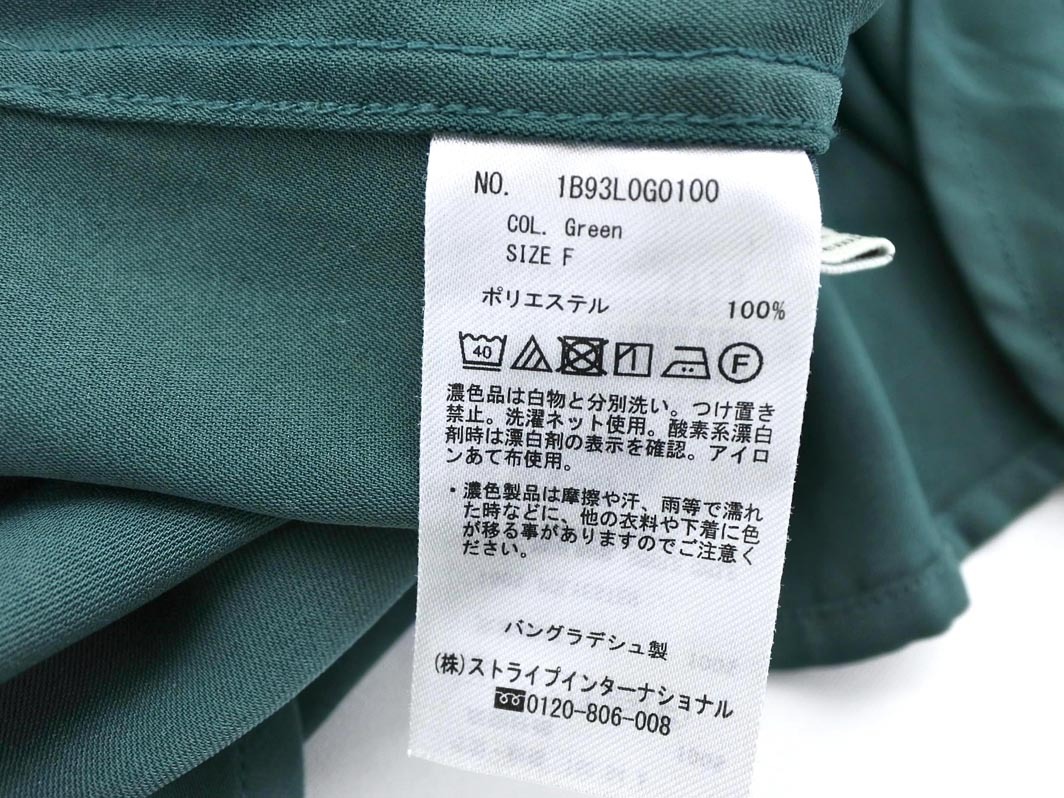 NO. 1B93L0G0100
COL. Green
SIZE F
ポリエステル 100%
40 F
濃色品は白物と分別洗い。つけ置き
禁止。洗濯ネット使用。酸素系漂白
剤時は漂白剤の表示を確認。アイロ
ンあて布使用。
・濃色製品は摩擦や汗、雨等で濡れ
た時などに、他の衣料や下着に色
が移る事がありますのでご注意く
ださい。
バングラデシュ製
(株)ストライプインターナショナル
0120-806-008